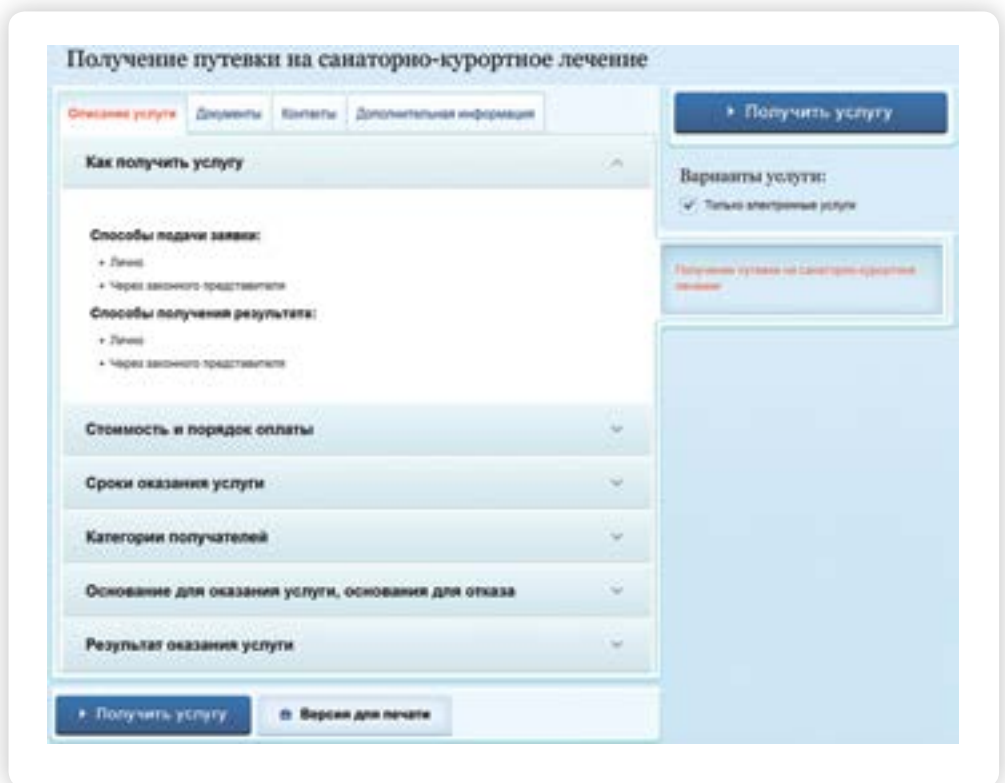 Получение путевки на санаторно-курортное лечение
Описание услуги
Документы
Контакты
Дополнительная информация
Как получить услугу
Способы подачи заявки:
• Лично
• Через законного представителя
Способы получения результата:
• Лично
• Через законного представителя
Стоимость и порядок оплаты
Сроки оказания услуги
Категории получателей
Основание для оказания услуги, основания для отказа
Результат оказания услуги
Получить услугу
Версия для печати
Получить услугу
Варианты услуги:
Только электронные услуги
Получение путевки на санаторно-курортное
лечение